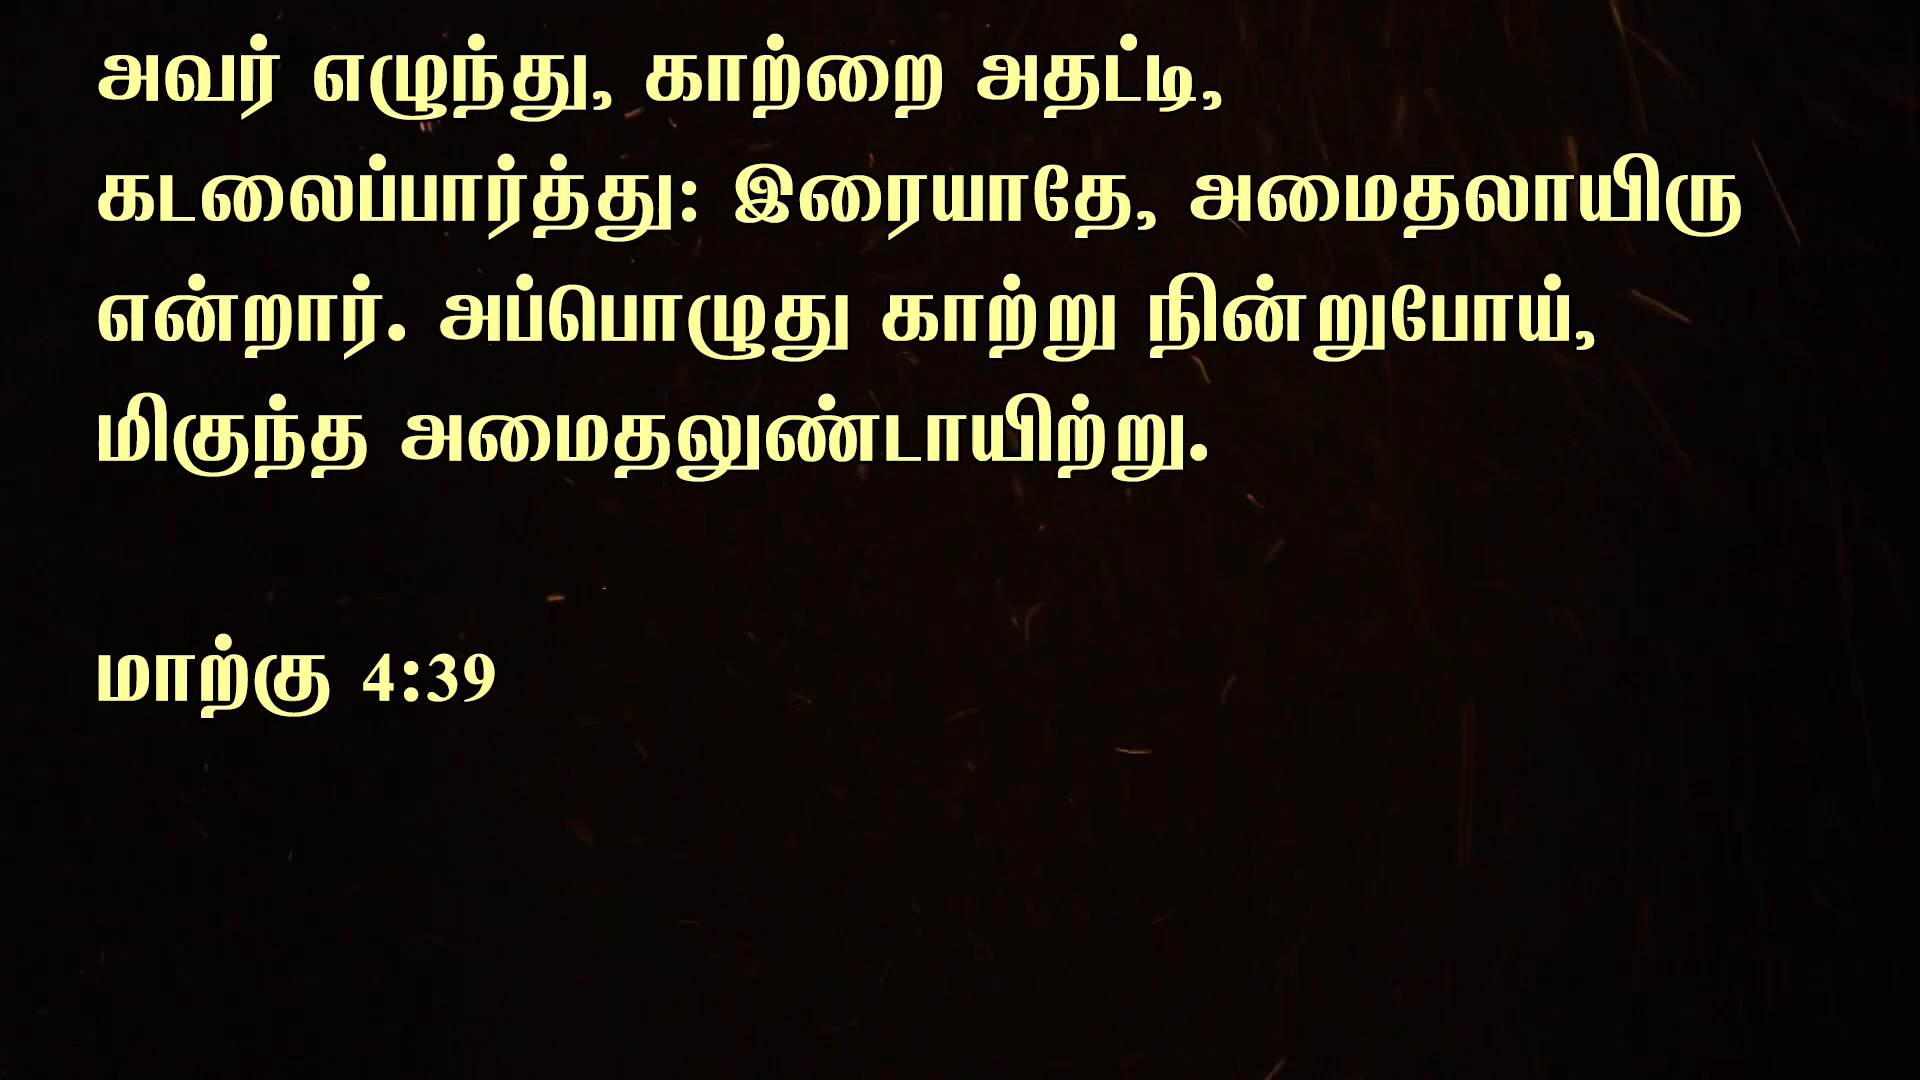 அவர் எழுந்து, காற்றை அதட்டி,
கடலைப்பார்த்து: இரையாதே, அமைதலாயிரு
என்றார். அப்பொழுது காற்று நின்றுபோய்,
மிகுந்த அமைதலுண்டாயிற்று.
மாற்கு 4:39